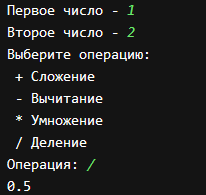 Первое число - 1
Второе число - 2
Выберите операцию:
+ Сложение
- Вычитание
* Умножение
/ Деление
Операция: /
0.5